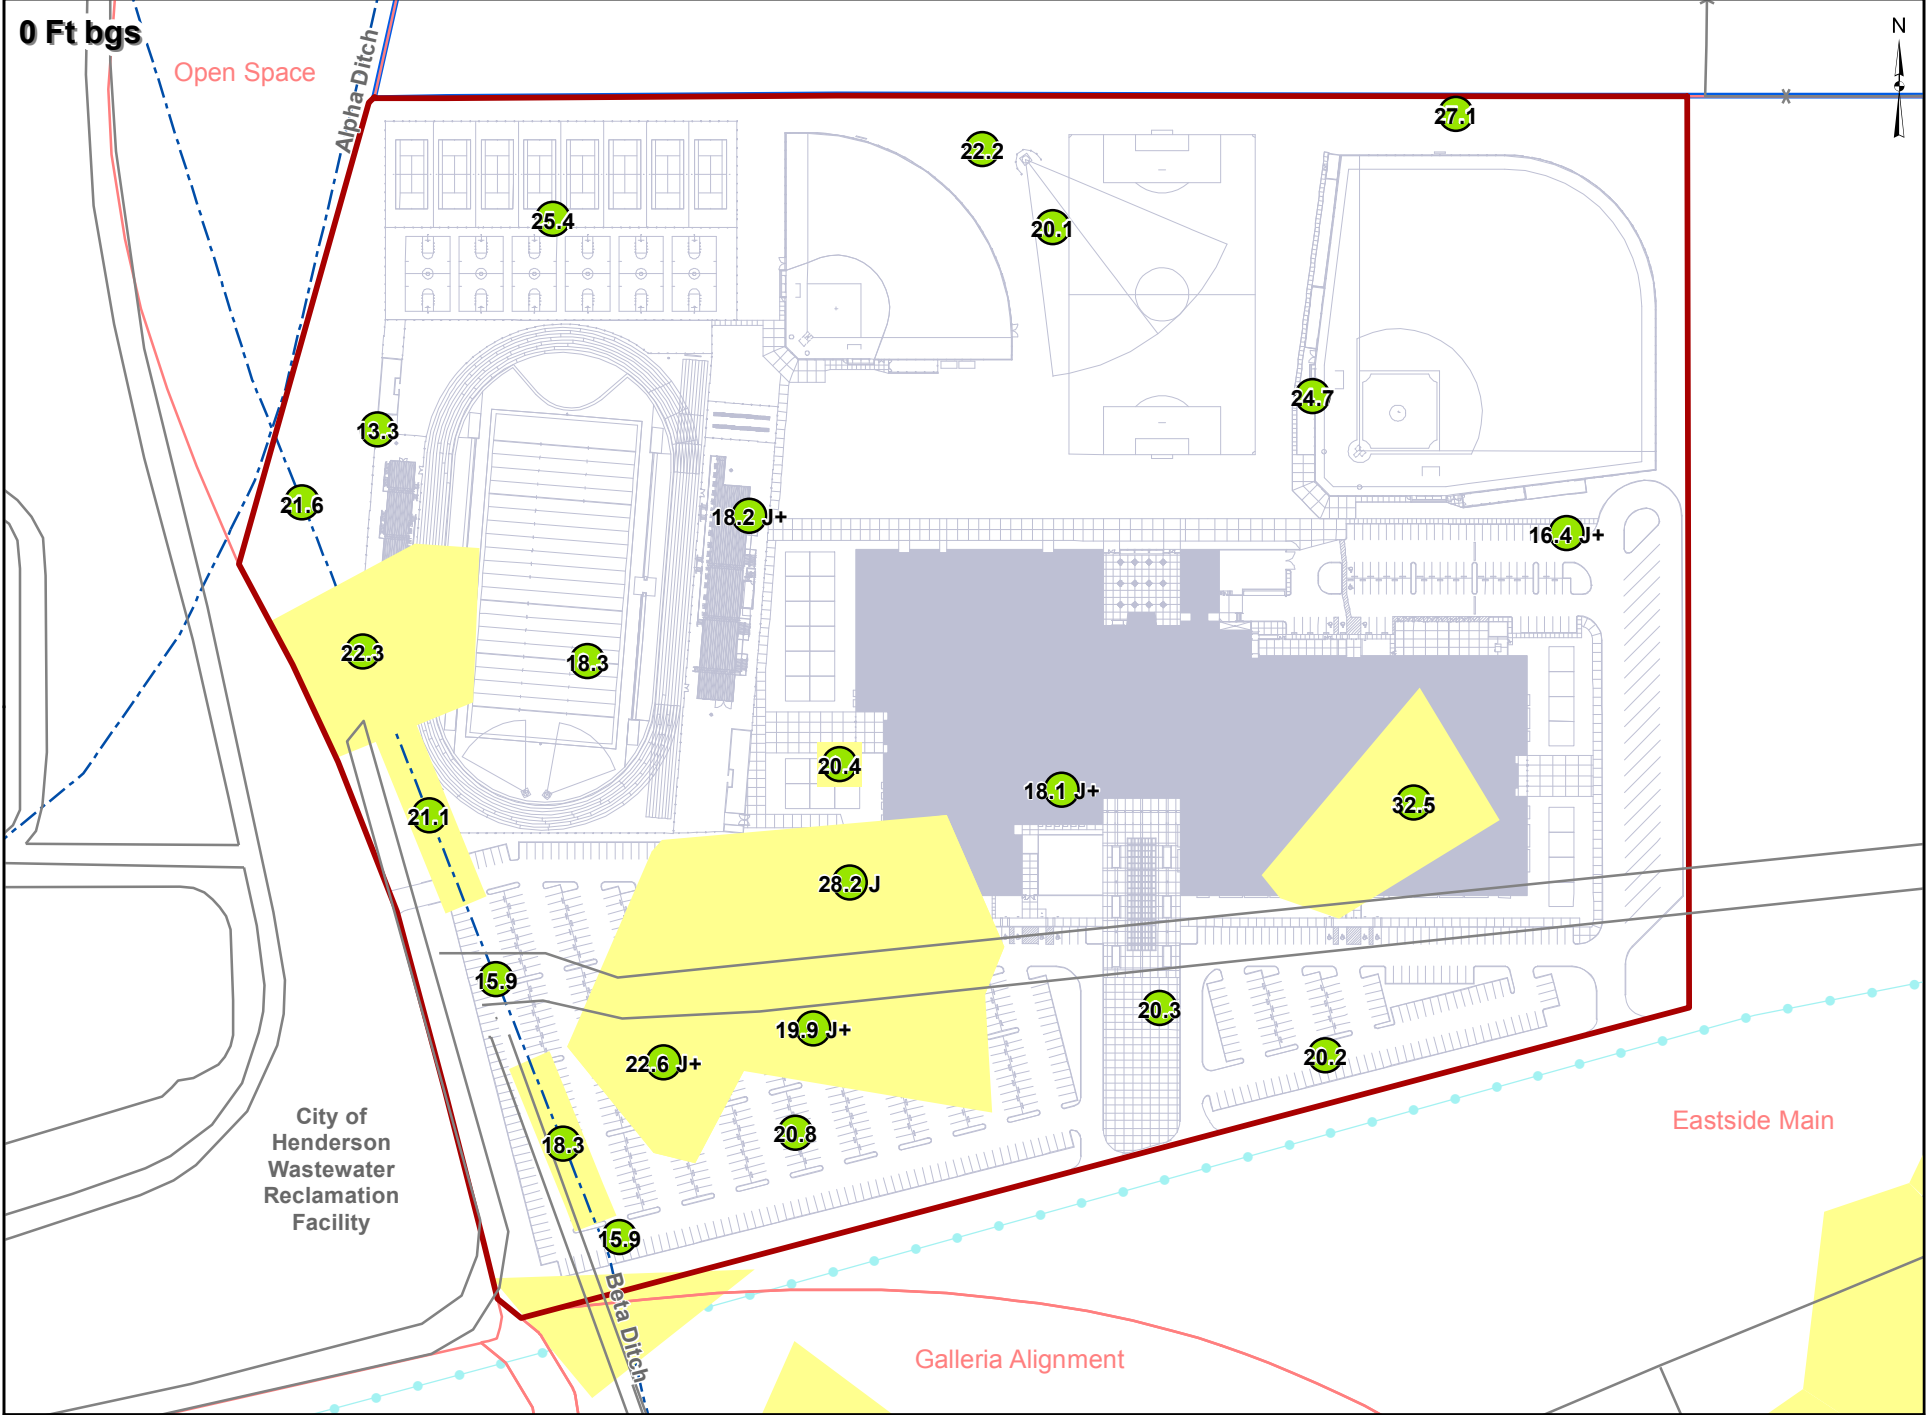 0 Ft bgs
Open Space
Alpha Ditch
N
27.1
22.2
25.4
20.1
24.7
13.3
21.6
18.2 J+
16.4 J+
22.3
18.3
20.4
18.1 J+
32.5
21.1
28.2 J
15.9
20.3
19.9 J+
22.6 J+
20.2
20.8
18.3
15.9
City of
Henderson
Wastewater
Reclamation
Facility
Eastside Main
Beta Ditch
Galleria Alignment